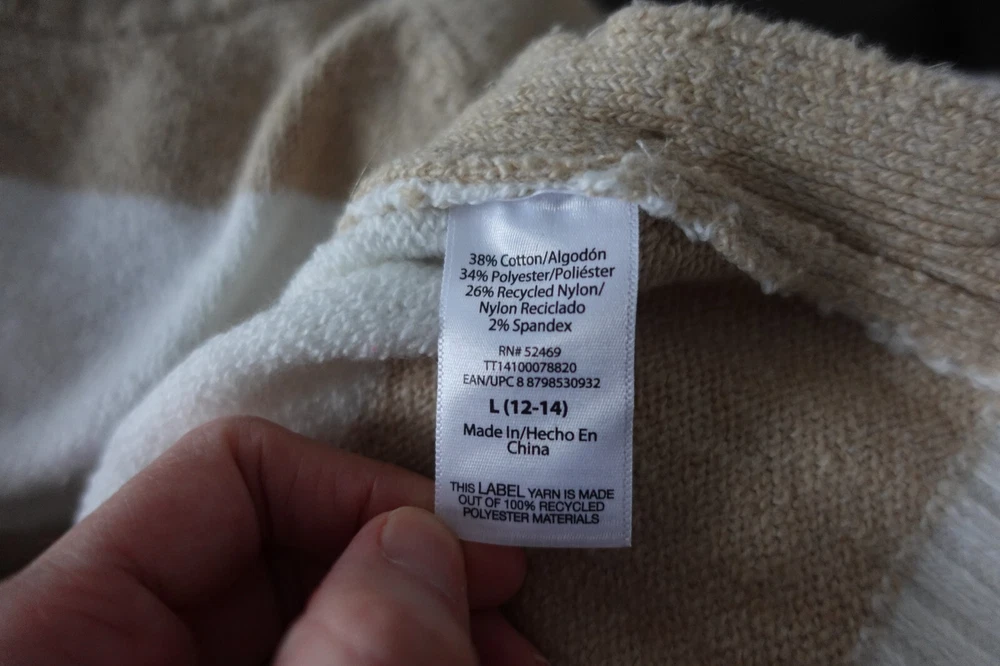 38% Cotton/Algodón
34% Polyester/Poliéster
26% Recycled Nylon/
Nylon Reciclado
2% Spandex
RN# 52469
TT14100078820
EAN/UPC 8 8798530932
L (12-14)
Made In/Hecho En
China
THIS LABEL YARN IS MADE
OUT OF 100% RECYCLED
POLYESTER MATERIALS